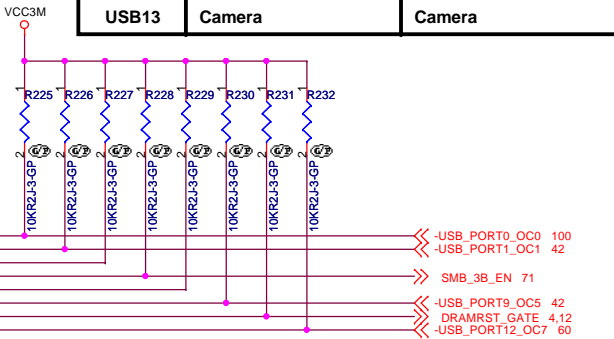 VCC3M
USB13 Camera Camera
1 R225 1 R226 1 R227 1 R228 1 R229 1 R230 1 R231 1 R232
2 2 2 2 2 2 2 2
10KR2J-3-GP 10KR2J-3-GP 10KR2J-3-GP 10KR2J-3-GP 10KR2J-3-GP 10KR2J-3-GP 10KR2J-3-GP 10KR2J-3-GP
-USB_PORT0_OC0 100
-USB_PORT1_OC1 42
SMB_3B_EN 71
-USB_PORT9_OC5 42
DRAMRST_GATE 4,12
-USB_PORT12_OC7 60